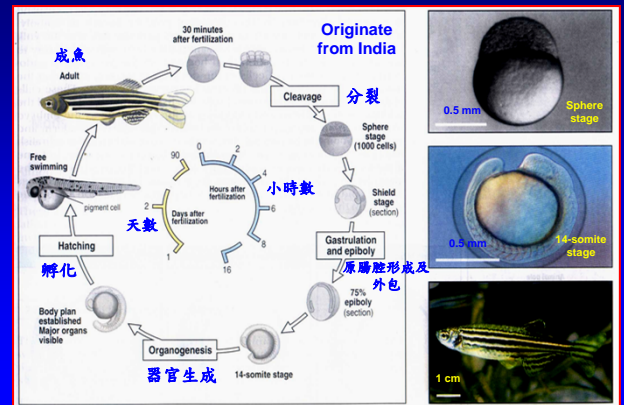 Originate
from India
30 minutes
after fertilization
成魚
Adult
Cleavage
分裂
Sphere
stage
(1000 cells)
Shield
stage
(section)
Gastrulation
and epiboly
原腸腔形成及
外包
75%
epiboly
(section)
14-somite stage
Organogenesis
器官生成
Body plan
established
Major organs
visible
Hatching
孵化
Free
swimming
pigment cell
0
2
4
6
8
16
Hours after
fertilization
小時數
90
2
1
Days after
fertilization
天數
0.5 mm
Sphere
stage
0.5 mm
14-somite
stage
1 cm